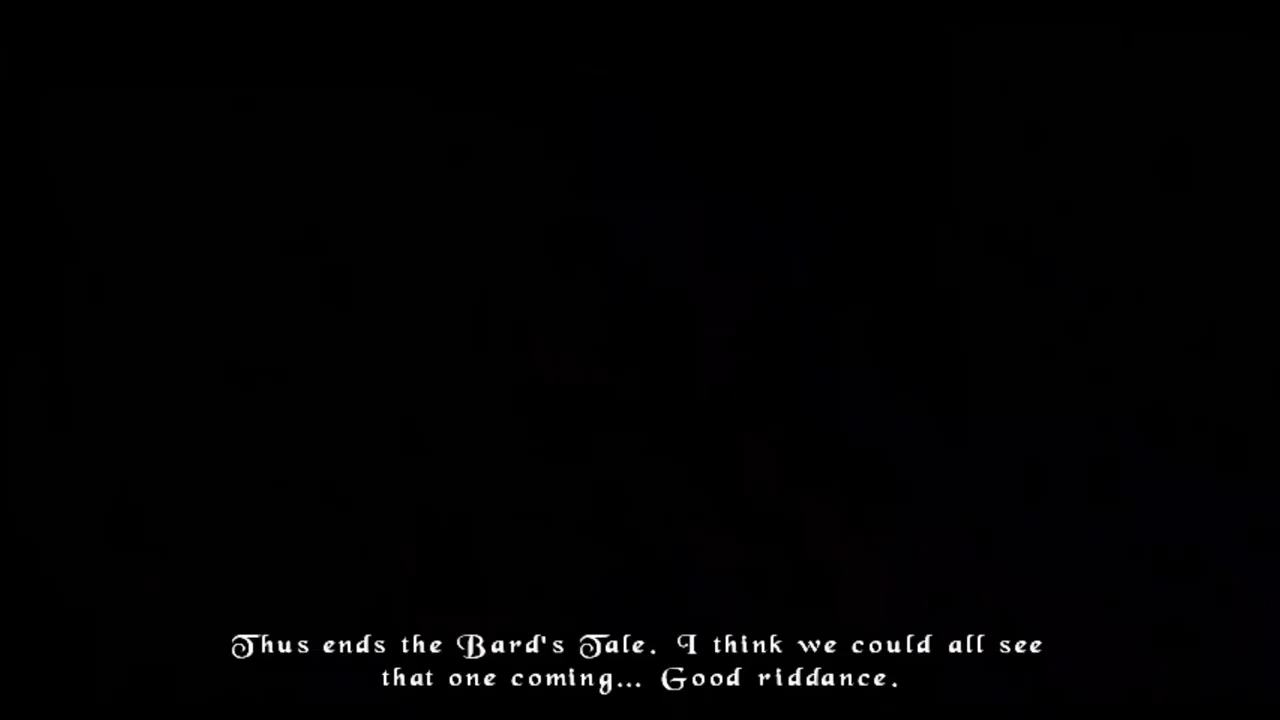 Thus ends the Bard's Tale. I think we could all see
that one coming... Good riddance.